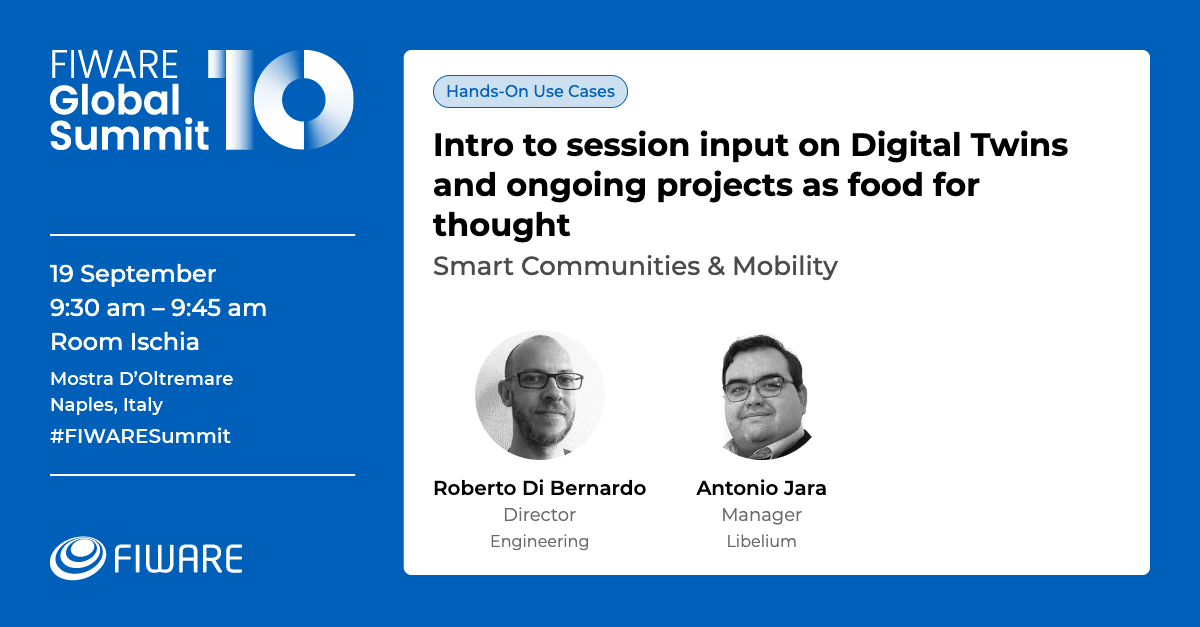 FIWARE
Global
Summit
10
19 September
9:30 am – 9:45 am
Room Ischia
Mostra D’Oltremare
Naples, Italy
#FIWARESummit
FIWARE
Hands-On Use Cases
Intro to session input on Digital Twins
and ongoing projects as food for
thought
Smart Communities & Mobility
Roberto Di Bernardo
Director
Engineering
Antonio Jara
Manager
Libelium